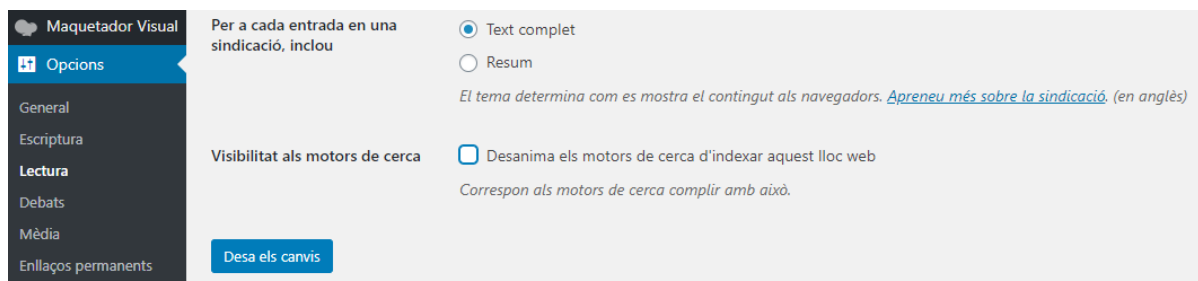 Maquetador Visual
Opcions
General
Escriptura
Lectura
Debats
Mèdia
Enllaços permanents
Per a cada entrada en una
sindicació, inclou
Text complet
Resum
El tema determina com es mostra el contingut als navegadors. Apreneu més sobre la sindicació. (en anglès)
Visibilitat als motors de cerca
Desanima els motors de cerca d'indexar aquest lloc web
Correspon als motors de cerca complir amb això.
Desa els canvis